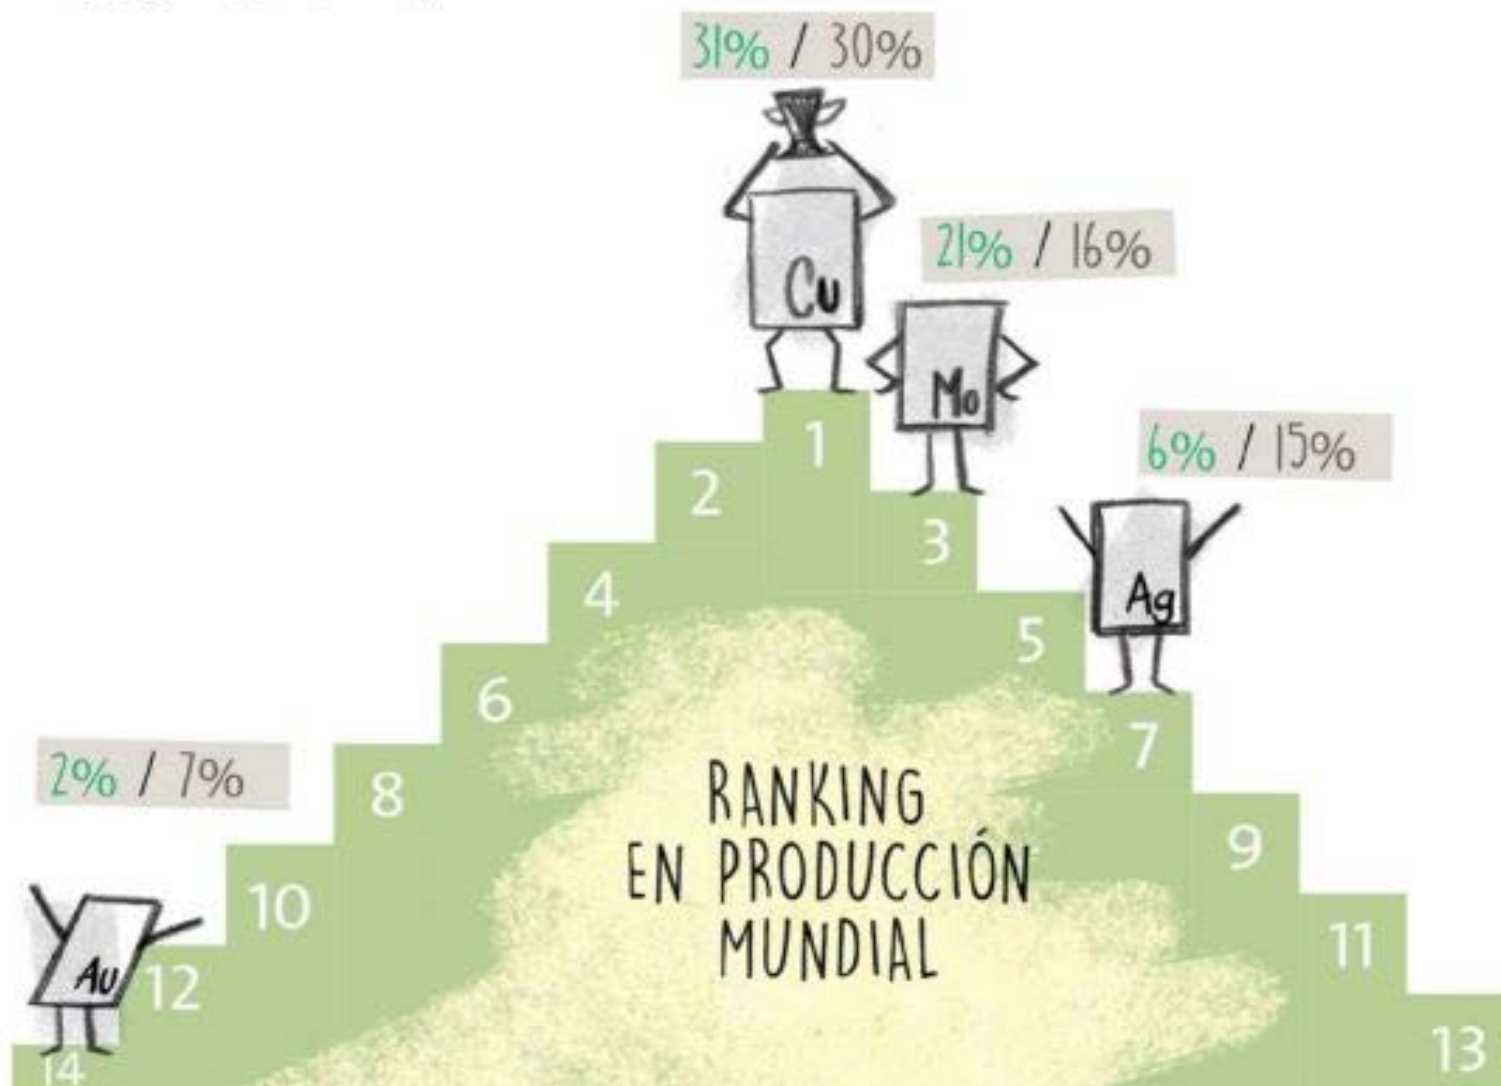 31% / 30%
Cu
21% / 16%
Mo
1
2
3
6% / 15%
Ag
4
5
6
7
2% / 7%
8
RANKING
EN PRODUCCIÓN
MUNDIAL
9
10
11
Au
12
13
14